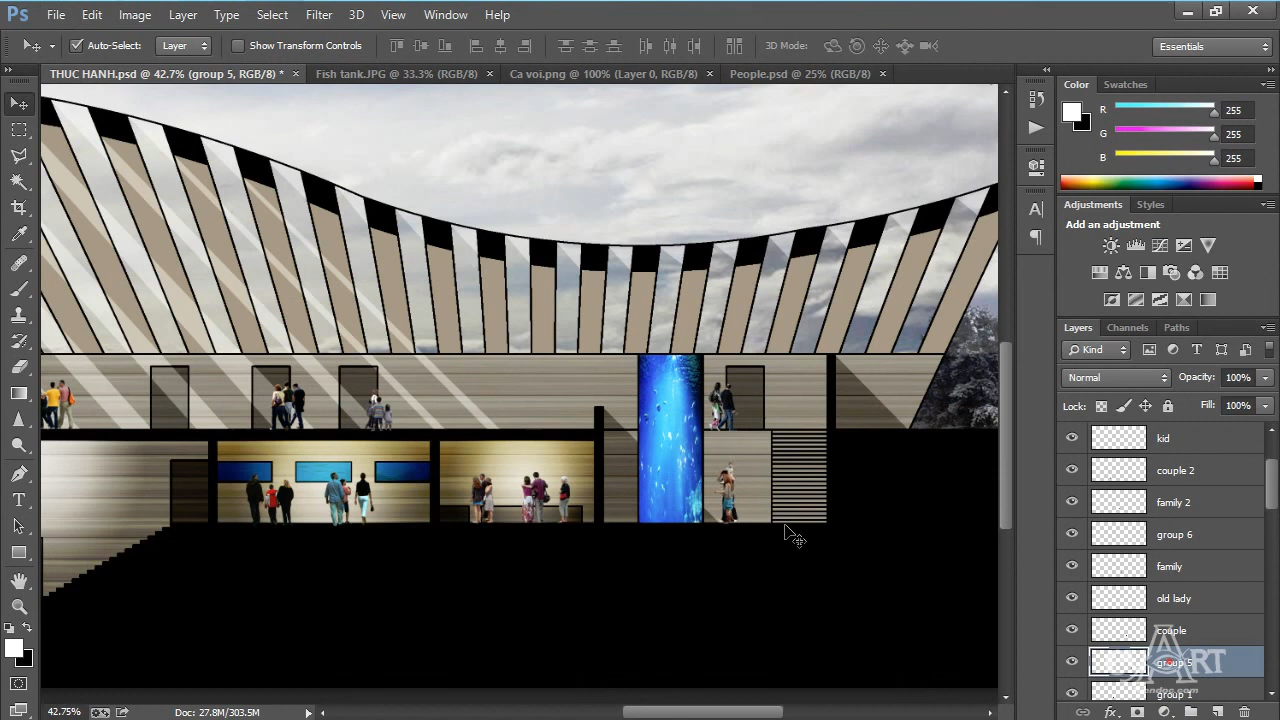 Ps File Edit Image Layer Type Select Filter 3D View Window Help
Auto-Select: Layer Show Transform Controls 3D Mode: Essentials
THUC HANH.psd @ 42.7% (group 5, RGB/8) * × Fish tank.JPG @ 33.3% (RGB/8) × Ca voi.png @ 100% (Layer 0, RGB/8) × People.psd @ 25% (RGB/8) ×
Color Swatches
R 255
G 255
B 255
Adjustments Styles
Add an adjustment
Layers Channels Paths
Kind
Normal Opacity: 100%
Lock: Fill: 100%
kid
couple 2
family 2
group 6
family
old lady
couple
group 5
ART
group 1
42.75% Doc: 27.8M/303.5M